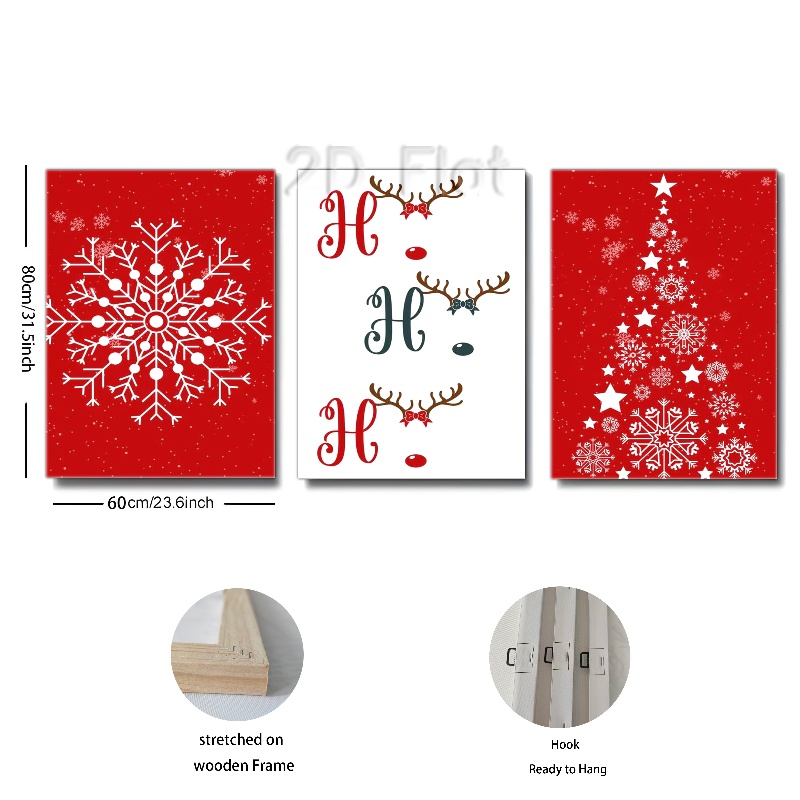 2D Flat
80cm/31.5inch
H
H
H
60cm/23.6inch
stretched on
wooden Frame
Hook
Ready to Hang